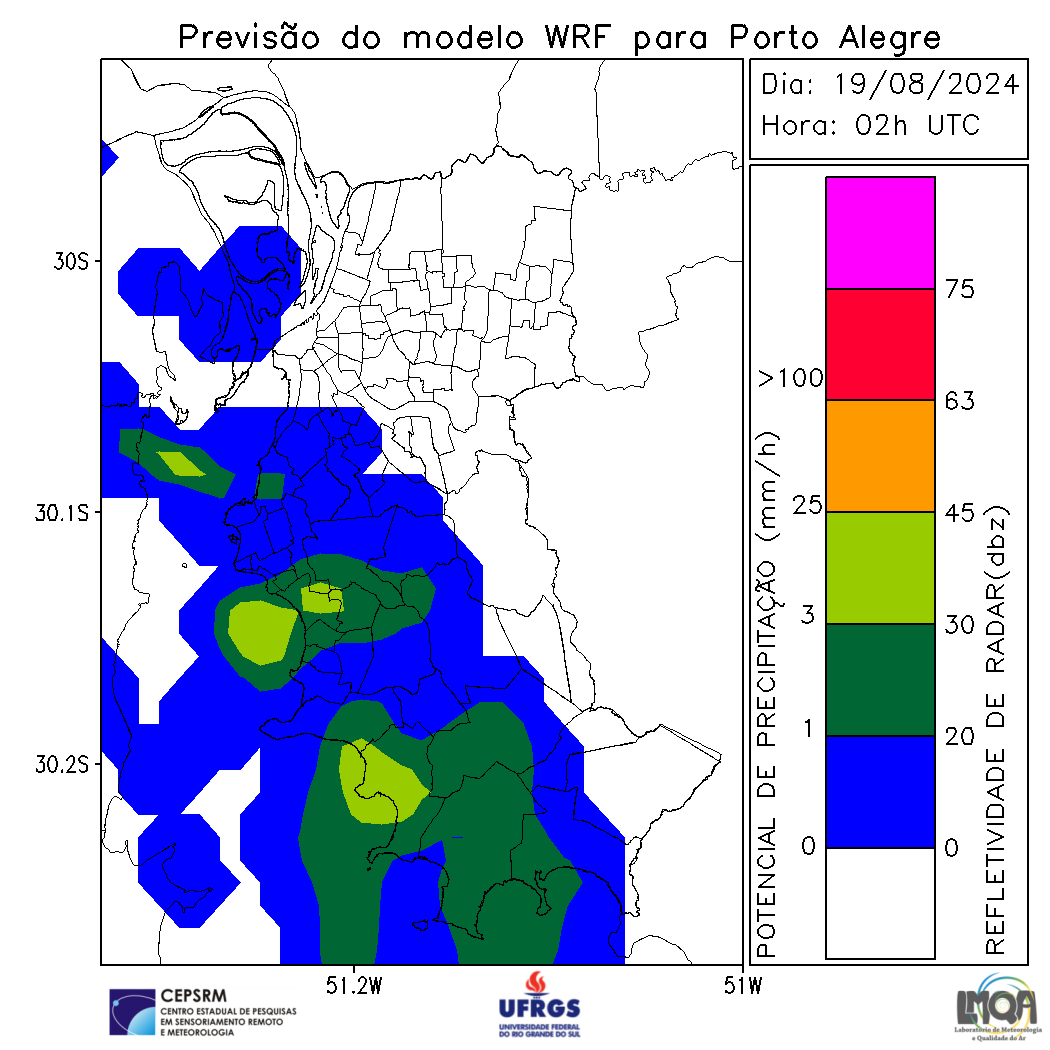 Previsão do modelo WRF para Porto Alegre
Dia: 19/08/2024
Hora: 02h UTC
30S
30.1S
30.2S
51.2W
51W
POTENCIAL DE PRECIPITAÇÃO (mm/h)
>100
25
3
1
0
75
63
45
30
20
0
REFLETIVIDADE DE RADAR(dbz)
CEPSRM
CENTRO ESTADUAL DE PESQUISAS
EM SENSORIAMENTO REMOTO
E METEOROLOGIA
UFRGS
UNIVERSIDADE FEDERAL
DO RIO GRANDE DO SUL
LMQA
Laboratório de Meteorologia
e Qualidade do Ar